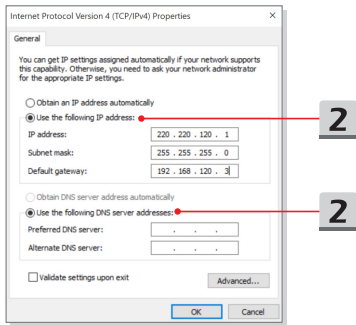 Internet Protocol Version 4 (TCP/IPv4) Properties
General
You can get IP settings assigned automatically if your network supports
this capability. Otherwise, you need to ask your network administrator
for the appropriate IP settings.
Obtain an IP address automatically
Use the following IP address:
2
IP address: 220 . 220 . 120 . 1
Subnet mask: 255 . 255 . 255 . 0
Default gateway: 192 . 168 . 120 . 3
Obtain DNS server address automatically
Use the following DNS server addresses:
2
Preferred DNS server: . . .
Alternate DNS server: . . .
Validate settings upon exit
Advanced...
OK Cancel